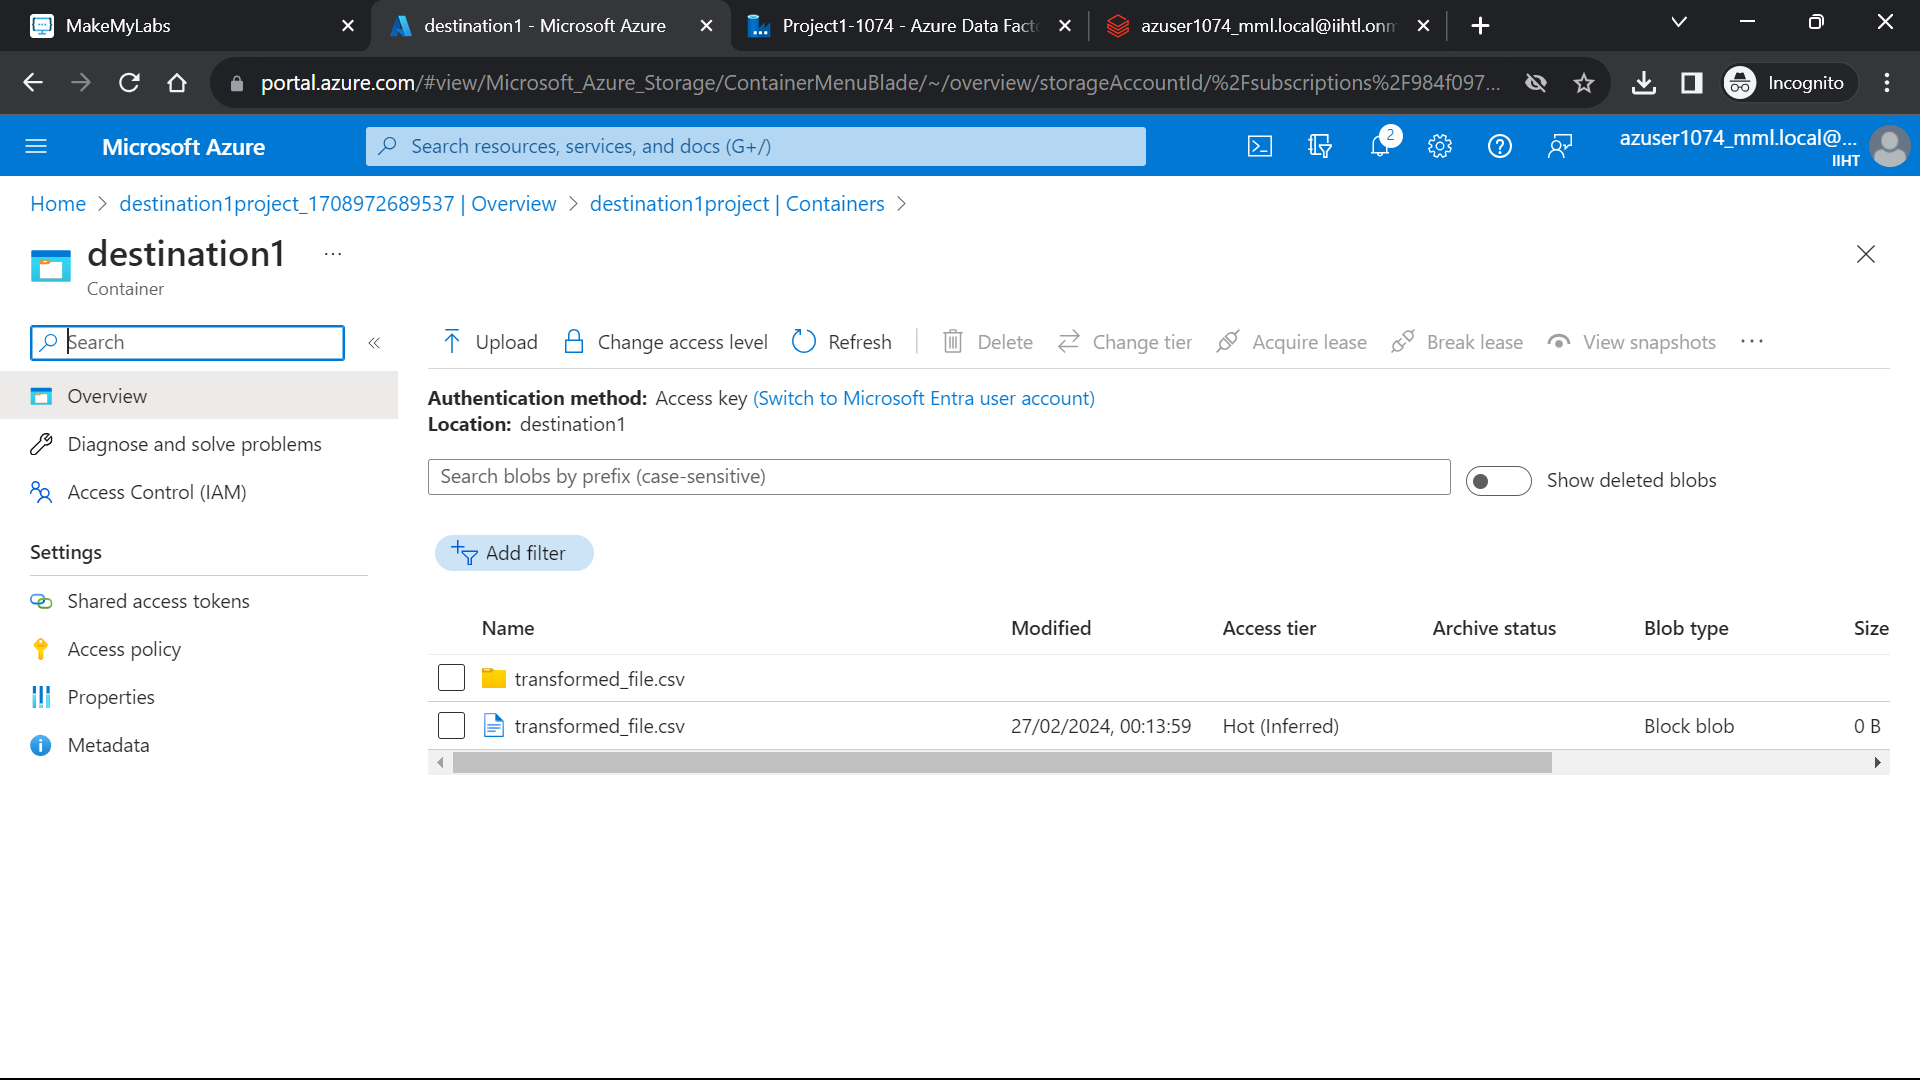 MakeMyLabs
destination1 - Microsoft Azure
Project1-1074 - Azure Data Facto
azuser1074_mml.local@iihtl.onm
portal.azure.com/#view/Microsoft_Azure_Storage/ContainerMenuBlade/~/overview/storageAccountId/%2Fsubscriptions%2F984f097...
Incognito
Microsoft Azure
Search resources, services, and docs (G+/)
2
azuser1074_mml.local@...
IIHT
Home > destination1project_1708972689537 | Overview > destination1project | Containers >
destination1 ...
Container
Search
Overview
Diagnose and solve problems
Access Control (IAM)
Settings
Shared access tokens
Access policy
Properties
Metadata
Upload Change access level Refresh Delete Change tier Acquire lease Break lease View snapshots ...
Authentication method: Access key (Switch to Microsoft Entra user account)
Location: destination1
Search blobs by prefix (case-sensitive)
Show deleted blobs
Add filter
Name Modified Access tier Archive status Blob type Size
transformed_file.csv
transformed_file.csv 27/02/2024, 00:13:59 Hot (Inferred) Block blob 0 B